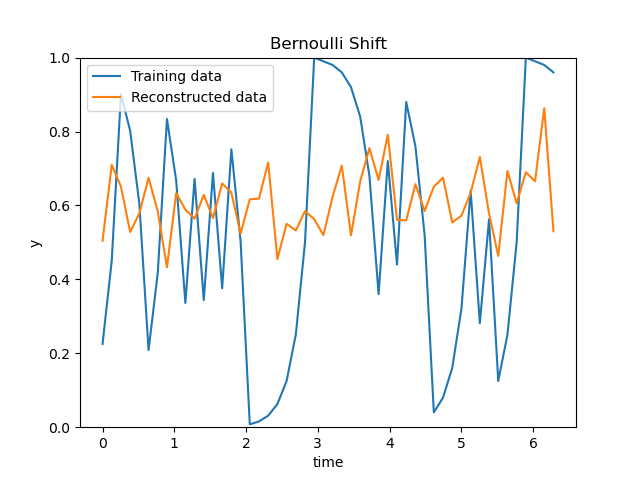 Bernoulli Shift
Training data
Reconstructed data
1.0
0.8
0.6
0.4
0.2
0.0
y
0 1 2 3 4 5 6
time